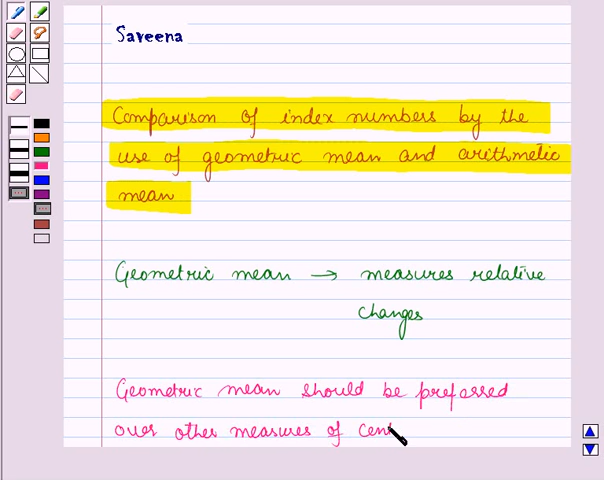 Saveena
Comparison of index numbers by the
use of geometric mean and arithmetic
mean
Geometric mean → measures relative
changes
Geometric mean should be preferred
over other measures of cen